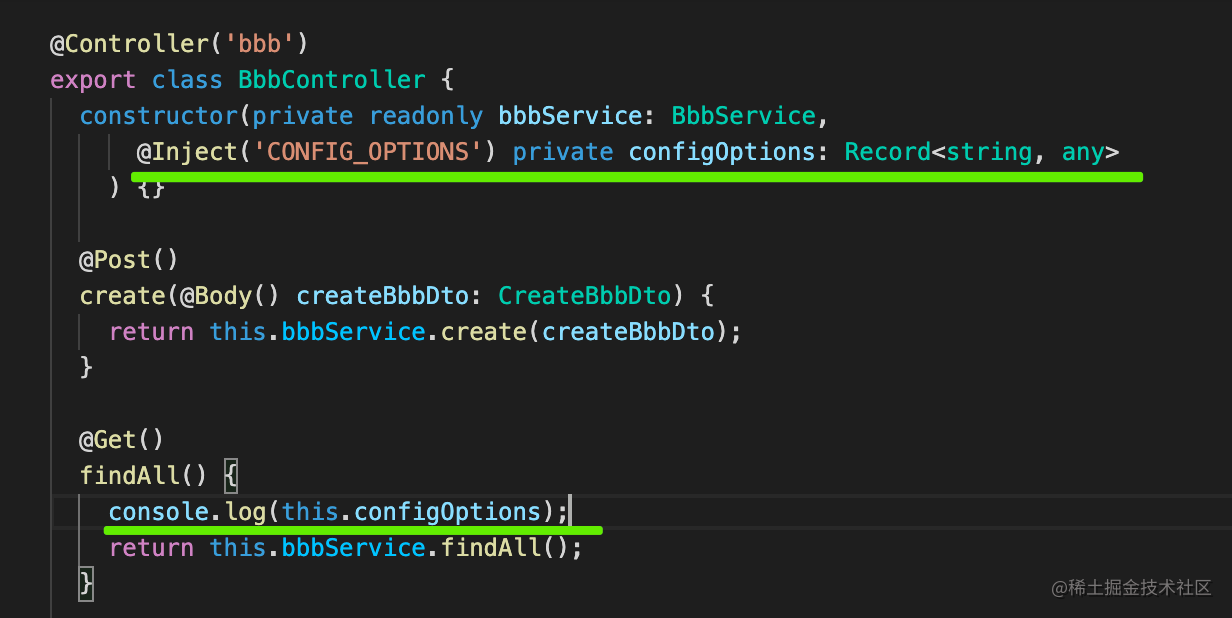 @Controller('bbb')
export class BbbController {
constructor(private readonly bbbService: BbbService,
@Inject('CONFIG_OPTIONS') private configOptions: Record<string, any>
) {}
@Post()
create(@Body() createBbbDto: CreateBbbDto) {
return this.bbbService.create(createBbbDto);
}
@Get()
findAll() {
console.log(this.configOptions);
return this.bbbService.findAll();
}
@稀土掘金技术社区